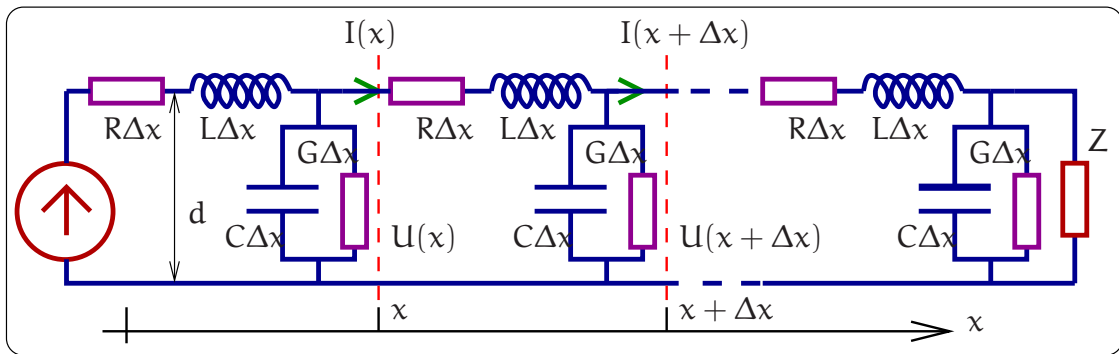 I(x) I(x + Δx)
RΔx LΔx RΔx LΔx RΔx LΔx
GΔx GΔx GΔx Z
d
CΔx U(x) CΔx U(x + Δx) CΔx
x x + Δx x